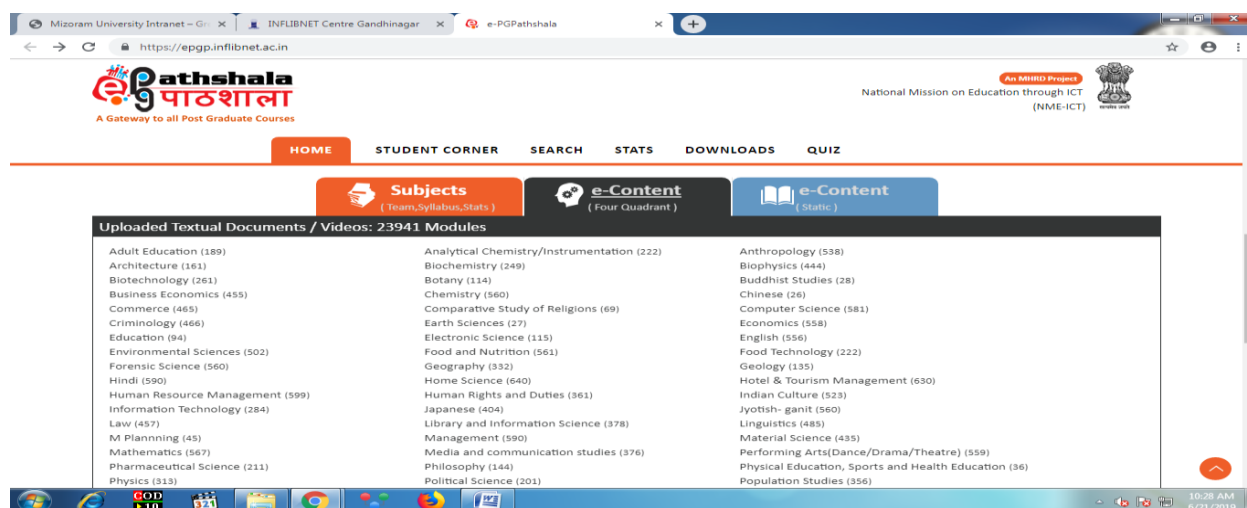 Mizoram University Intranet – Gr
INFLIBNET Centre Gandhinagar
e-PGPathshala
https://epgp.inflibnet.ac.in
ePathshala
पाठशाला
A Gateway to all Post Graduate Courses
An MHRD Project
National Mission on Education through ICT
(NME-ICT)
HOME STUDENT CORNER SEARCH STATS DOWNLOADS QUIZ
Subjects
( Team,Syllabus,Stats )
e-Content
( Four Quadrant )
e-Content
( Static )
Uploaded Textual Documents / Videos: 23941 Modules
Adult Education (189) Analytical Chemistry/Instrumentation (222) Anthropology (538)
Architecture (161) Biochemistry (249) Biophysics (444)
Biotechnology (261) Botany (114) Buddhist Studies (28)
Business Economics (455) Chemistry (560) Chinese (26)
Commerce (465) Comparative Study of Religions (69) Computer Science (581)
Criminology (466) Earth Sciences (27) Economics (558)
Education (94) Electronic Science (115) English (556)
Environmental Sciences (502) Food and Nutrition (561) Food Technology (222)
Forensic Science (560) Geography (332) Geology (135)
Hindi (590) Home Science (640) Hotel & Tourism Management (630)
Human Resource Management (599) Human Rights and Duties (361) Indian Culture (523)
Information Technology (284) Japanese (404) Jyotish- ganit (560)
Law (457) Library and Information Science (378) Linguistics (485)
M Plannning (45) Management (590) Material Science (435)
Mathematics (567) Media and communication studies (376) Performing Arts(Dance/Drama/Theatre) (559)
Pharmaceutical Science (211) Philosophy (144) Physical Education, Sports and Health Education (36)
Physics (313) Political Science (201) Population Studies (356)
COD
321
10:28 AM
6/21/2019